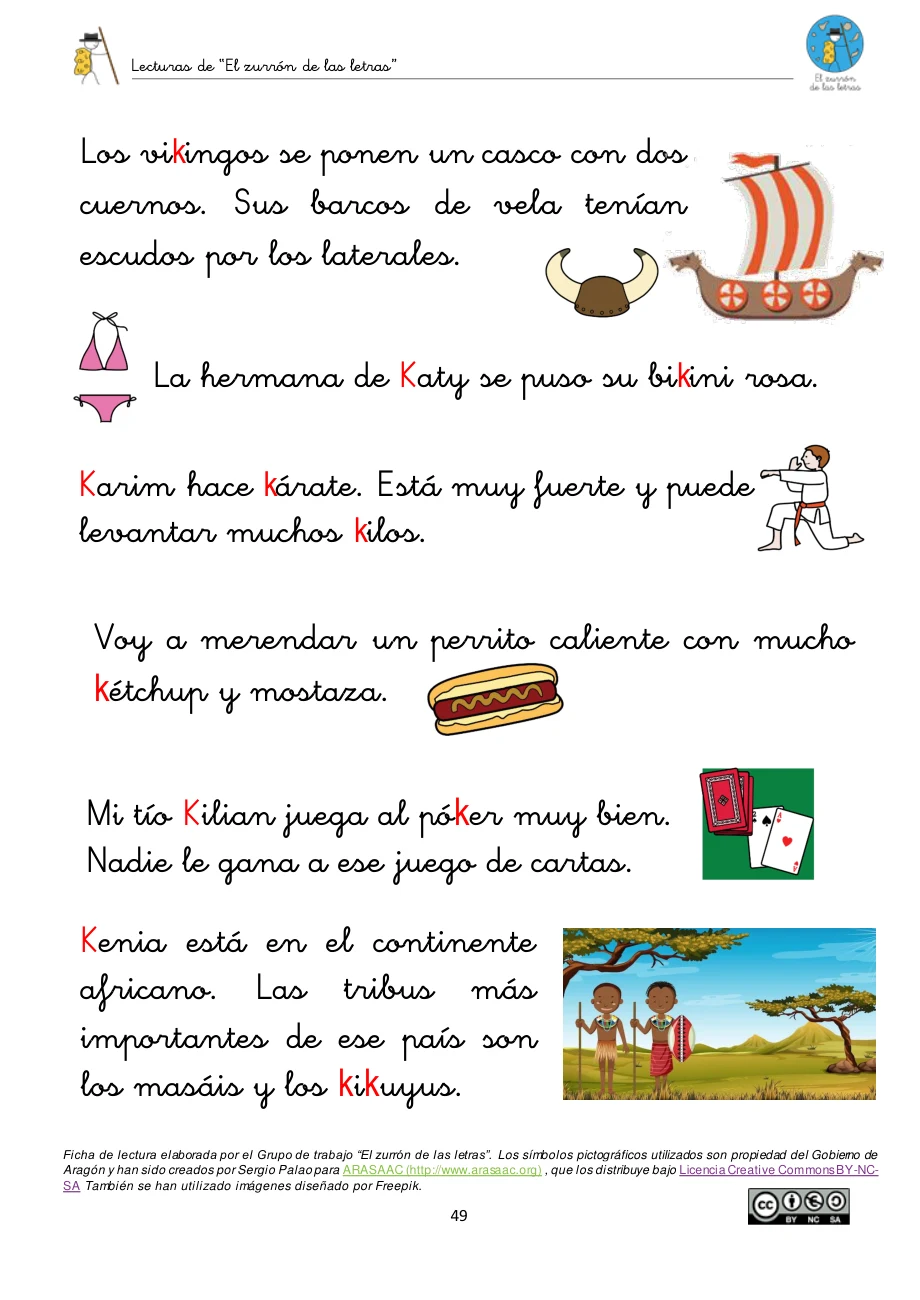 Lecturas de "El zurrón de las letras"
El zurrón
de las letras
Los vikingos se ponen un casco con dos
cuernos. Sus barcos de vela tenían
escudos por los laterales.
La hermana de Katy se puso su bikini rosa.
Karim hace kárate. Está muy fuerte y puede
levantar muchos kilos.
Voy a merendar un perrito caliente con mucho
kétchup y mostaza.
Mi tío Kilian juega al póker muy bien.
Nadie le gana a ese juego de cartas.
Kenia está en el continente
africano. Las tribus más
importantes de ese país son
los masáis y los kikuyus.
Ficha de lectura elaborada por el Grupo de trabajo "El zurrón de las letras". Los símbolos pictográficos utilizados son propiedad del Gobierno de
Aragón y han sido creados por Sergio Palao para ARASAAC (http://www.arasaac.org) , que los distribuye bajo Licencia Creative Commons BY-NC-
SA También se han utilizado imágenes diseñado por Freepik.
cc BY NC SA
49